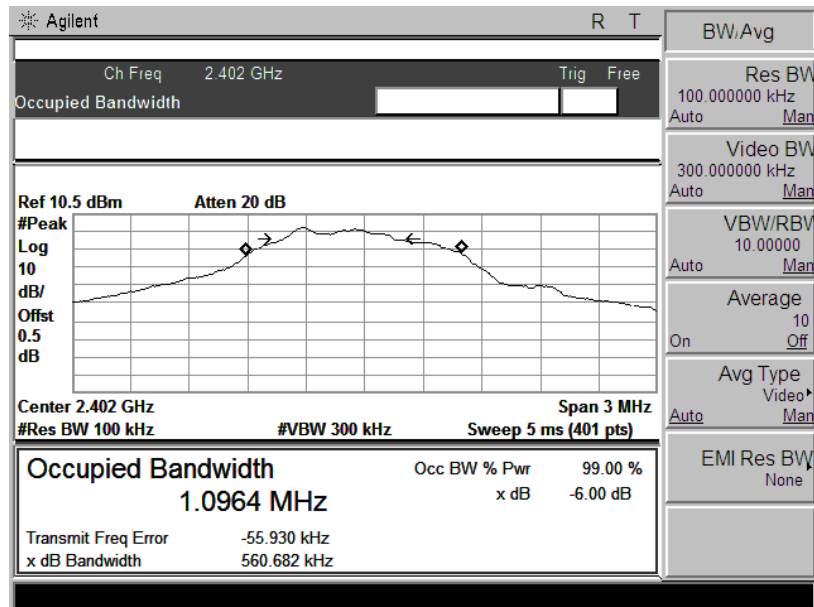 Agilent R T
Ch Freq 2.402 GHz Trig Free
Occupied Bandwidth
Ref 10.5 dBm Atten 20 dB
#Peak
Log
10
dB/
Offst
0.5
dB
Center 2.402 GHz Span 3 MHz
#Res BW 100 kHz #VBW 300 kHz Sweep 5 ms (401 pts)
Occupied Bandwidth
1.0964 MHz
Occ BW % Pwr 99.00 %
x dB -6.00 dB
Transmit Freq Error -55.930 kHz
x dB Bandwidth 560.682 kHz
BW/Avg
Res BW
100.000000 kHz
Auto Man
Video BW
300.000000 kHz
Auto Man
VBW/RBW
10.00000
Auto Man
Average
10
On Off
Avg Type
Video
Auto Man
EMI Res BW
None